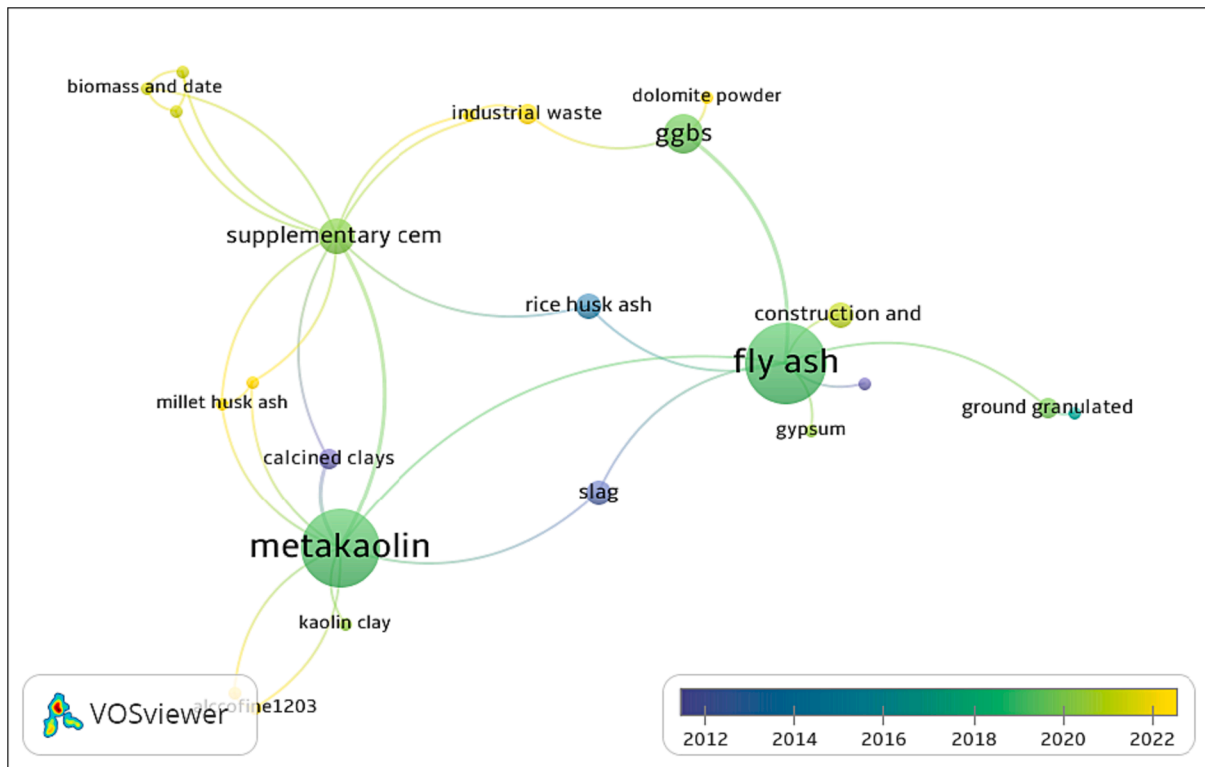 biomass and date
industrial waste
dolomite powder
ggbs
supplementary cem
rice husk ash
construction and
fly ash
millet husk ash
ground granulated
gypsum
calcined clays
slag
metakaolin
kaolin clay
alccofine1203
VOSviewer
2012 2014 2016 2018 2020 2022